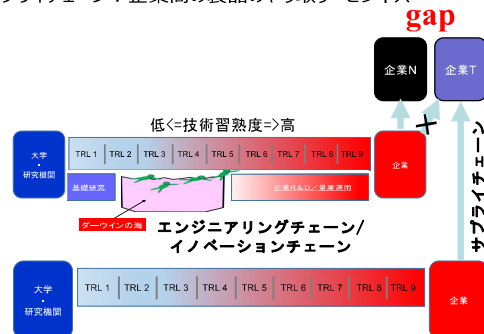 gap
企業N
企業T
低<=技術習熟度=>高
大学
・
研究機関
TRL 1 TRL 2 TRL 3 TRL 4 TRL 5 TRL 6 TRL 7 TRL 8 TRL 9
企業
基礎研究
企業R&D/量産適用
ダーウィンの海
エンジニアリングチェーン/
イノベーションチェーン
サプライチェーン
大学
・
研究機関
TRL 1 TRL 2 TRL 3 TRL 4 TRL 5 TRL 6 TRL 7 TRL 8 TRL 9
企業